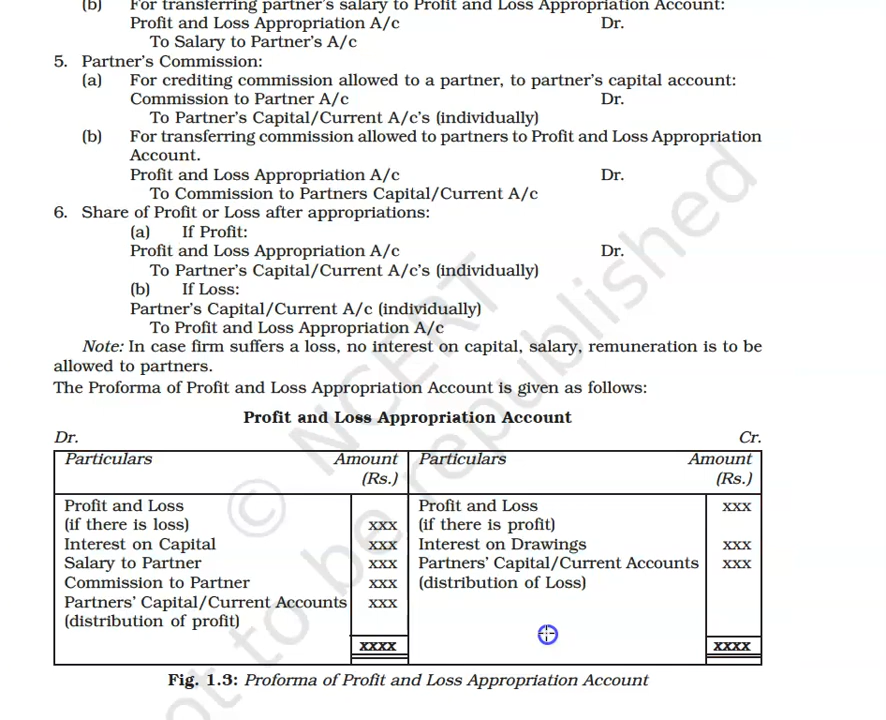 (b) For transferring partner's salary to Profit and Loss Appropriation Account:
Profit and Loss Appropriation A/c Dr.
To Salary to Partner's A/c
5. Partner's Commission:
(a) For crediting commission allowed to a partner, to partner's capital account:
Commission to Partner A/c Dr.
To Partner's Capital/Current A/c's (individually)
(b) For transferring commission allowed to partners to Profit and Loss Appropriation
Account.
Profit and Loss Appropriation A/c Dr.
To Commission to Partners Capital/Current A/c
6. Share of Profit or Loss after appropriations:
(a) If Profit:
Profit and Loss Appropriation A/c Dr.
To Partner's Capital/Current A/c's (individually)
(b) If Loss:
Partner's Capital/Current A/c (individually)
To Profit and Loss Appropriation A/c
Note: In case firm suffers a loss, no interest on capital, salary, remuneration is to be
allowed to partners.
The Proforma of Profit and Loss Appropriation Account is given as follows:
Profit and Loss Appropriation Account
Dr. Cr.
Particulars Amount Particulars Amount
(Rs.) (Rs.)
Profit and Loss Profit and Loss xxx
(if there is loss) xxx (if there is profit)
Interest on Capital xxx Interest on Drawings xxx
Salary to Partner xxx Partners' Capital/Current Accounts xxx
Commission to Partner xxx (distribution of Loss)
Partners' Capital/Current Accounts xxx
(distribution of profit)
xxxx xxxx
Fig. 1.3: Proforma of Profit and Loss Appropriation Account
© NCERT
not to be republished